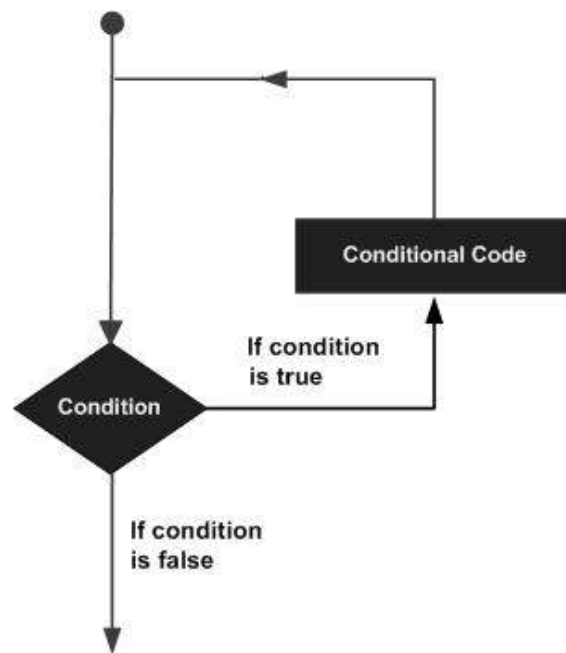 Conditional Code
If condition
is true
Condition
If condition
is false